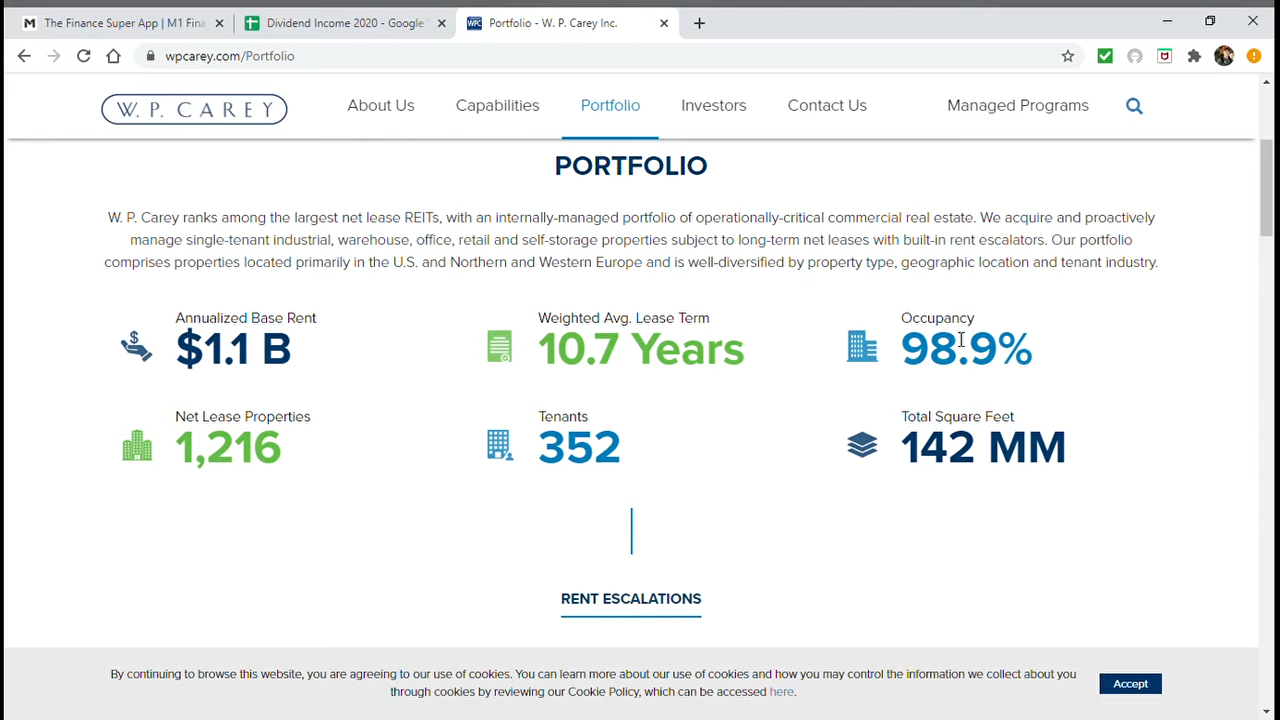 The Finance Super App | M1 Fina
Dividend Income 2020 - Google
Portfolio - W. P. Carey Inc.
wpcarey.com/Portfolio
W. P. CAREY
About Us
Capabilities
Portfolio
Investors
Contact Us
Managed Programs
PORTFOLIO
W. P. Carey ranks among the largest net lease REITs, with an internally-managed portfolio of operationally-critical commercial real estate. We acquire and proactively
manage single-tenant industrial, warehouse, office, retail and self-storage properties subject to long-term net leases with built-in rent escalators. Our portfolio
comprises properties located primarily in the U.S. and Northern and Western Europe and is well-diversified by property type, geographic location and tenant industry.
Annualized Base Rent
$1.1 B
Weighted Avg. Lease Term
10.7 Years
Occupancy
98.9%
Net Lease Properties
1,216
Tenants
352
Total Square Feet
142 MM
RENT ESCALATIONS
By continuing to browse this website, you are agreeing to our use of cookies. You can learn more about our use of cookies and how you may control the information we collect about you
through cookies by reviewing our Cookie Policy, which can be accessed here.
Accept